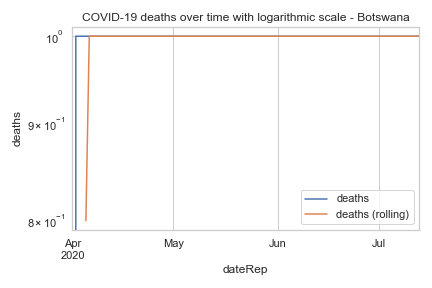 COVID-19 deaths over time with logarithmic scale - Botswana
10⁰
9 × 10⁻¹
8 × 10⁻¹
deaths
deaths
deaths (rolling)
Apr
2020
May
Jun
Jul
dateRep